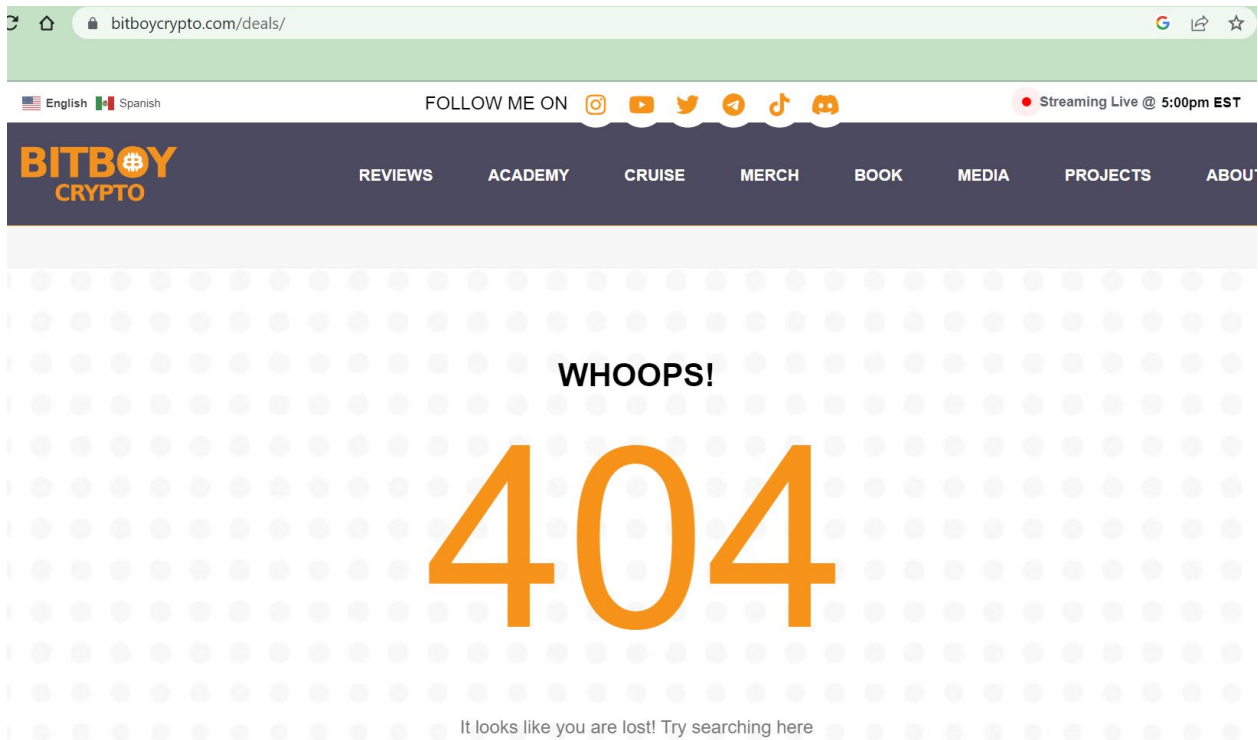 bitboycrypto.com/deals/
English Spanish FOLLOW ME ON Streaming Live @ 5:00pm EST
BITBOY
CRYPTO
REVIEWS ACADEMY CRUISE MERCH BOOK MEDIA PROJECTS ABOUT
WHOOPS!
404
It looks like you are lost! Try searching here